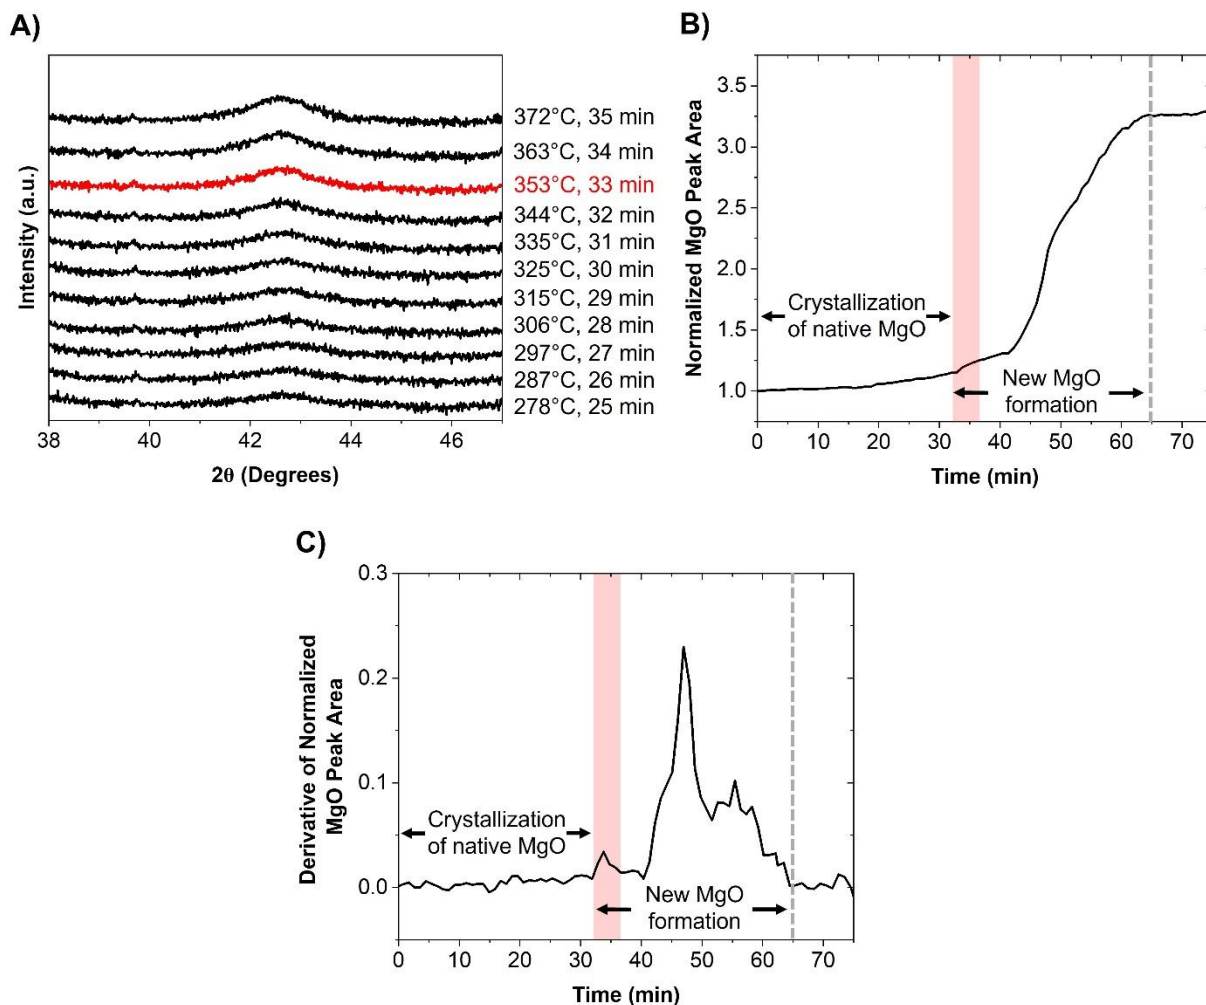 A)
Intensity (a.u.)
372°C, 35 min
363°C, 34 min
353°C, 33 min
344°C, 32 min
335°C, 31 min
325°C, 30 min
315°C, 29 min
306°C, 28 min
297°C, 27 min
287°C, 26 min
278°C, 25 min
38 40 42 44 46
2θ (Degrees)
B)
Normalized MgO Peak Area
3.5
3.0
2.5
2.0
1.5
1.0
Crystallization
of native MgO
New MgO
formation
0 10 20 30 40 50 60 70
Time (min)
C)
Derivative of Normalized
MgO Peak Area
0.3
0.2
0.1
0.0
Crystallization
of native MgO
New MgO
formation
0 10 20 30 40 50 60 70
Time (min)